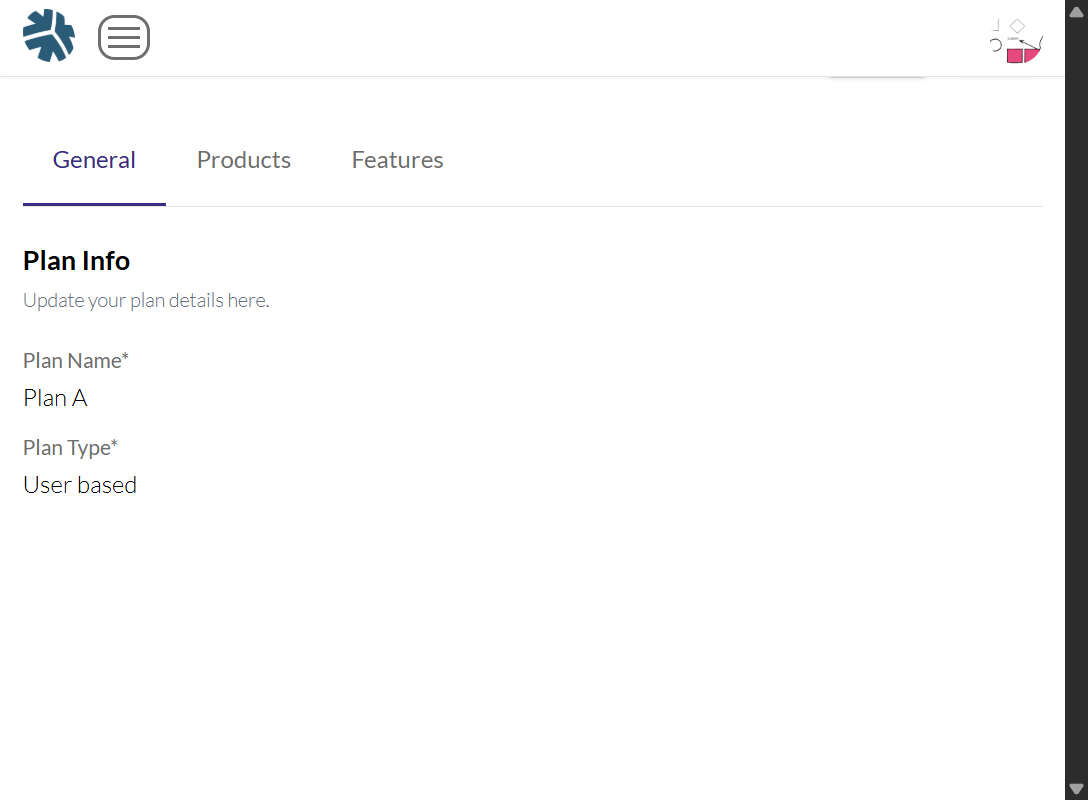 General
Products
Features
Plan Info
Update your plan details here.
Plan Name*
Plan A
Plan Type*
User based